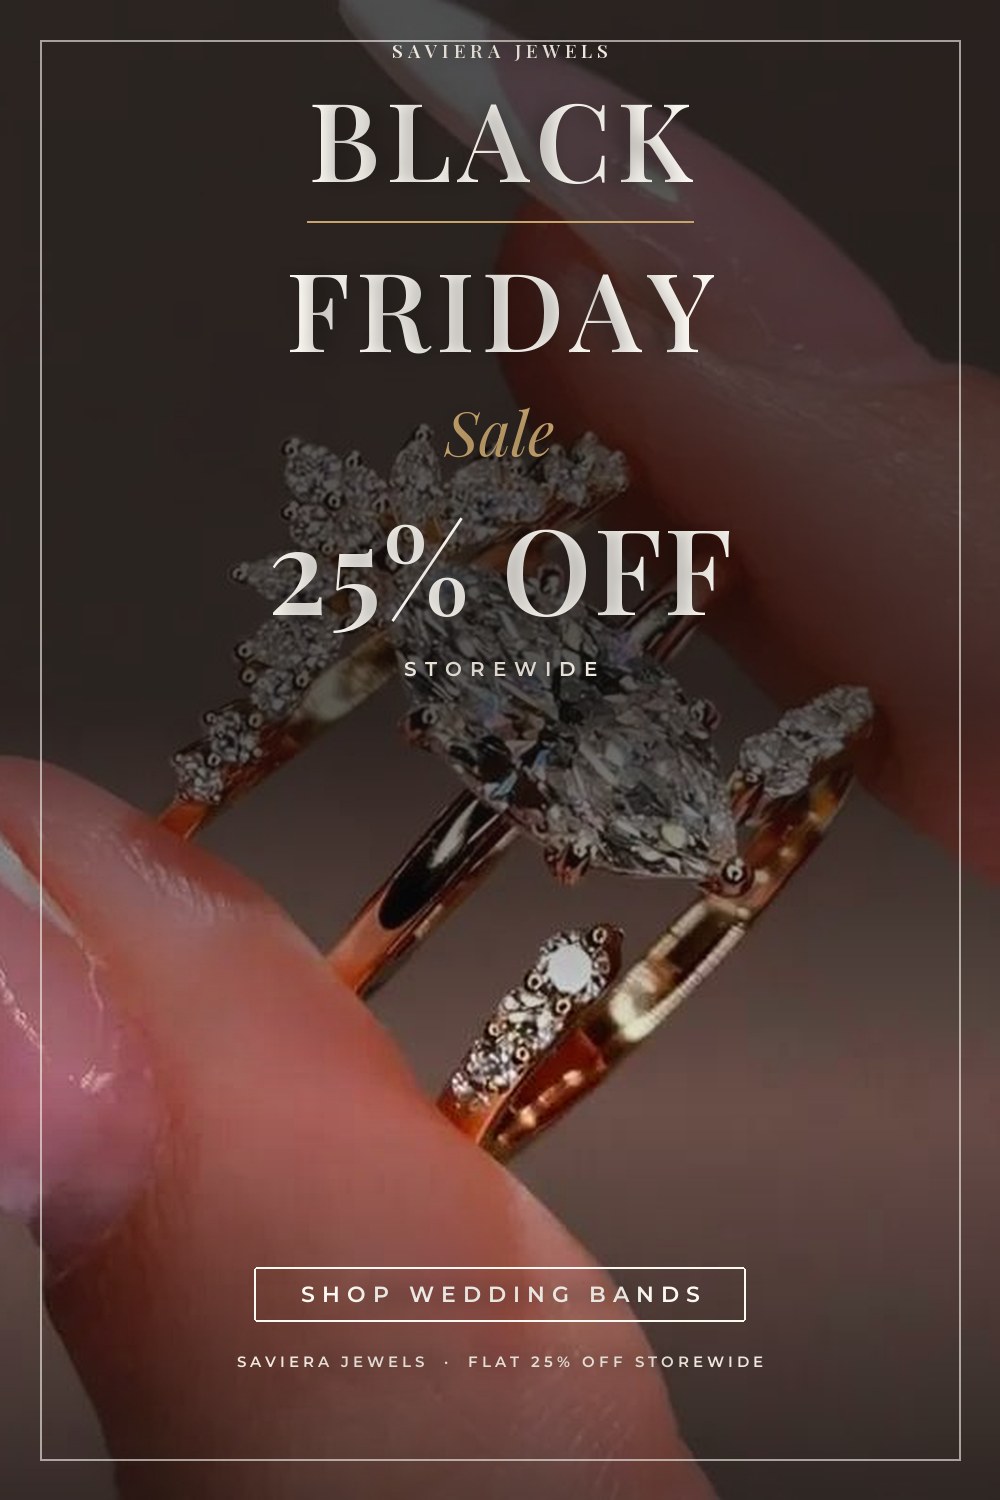 SAVIERA JEWELS
BLACK
FRIDAY
Sale
25% OFF
STOREWIDE
SHOP WEDDING BANDS
SAVIERA JEWELS · FLAT 25% OFF STOREWIDE